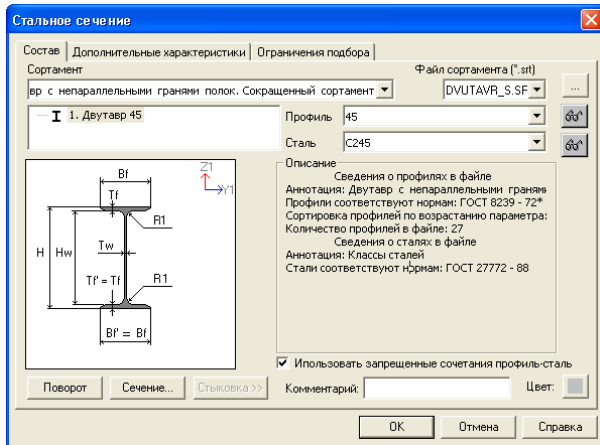 Стальное сечение
Состав Дополнительные характеристики Ограничения подбора
Сортамент Файл сортамента (*.srt)
вр с непараллельными гранями полок. Сокращенный сортамент DVUTAVR_S.SF ...
1. Двутавр 45
Профиль 45
Сталь C245
Bf
Tf
R1
H
Hw
Tw
Tf' = Tf
R1
Bf' = Bf
Z1
Y1
Описание
Сведения о профилях в файле
Аннотация: Двутавр с непараллельными гранями
Профили соответствуют нормам: ГОСТ 8239 - 72*
Сортировка профилей по возрастанию параметра:
Количество профилей в файле: 27
Сведения о сталях в файле
Аннотация: Классы сталей
Стали соответствуют нормам: ГОСТ 27772 - 88
Ипользовать запрещенные сочетания профиль-сталь
Поворот Сечение... Стыковка >> Комментарий: Цвет:
OK Отмена Справка